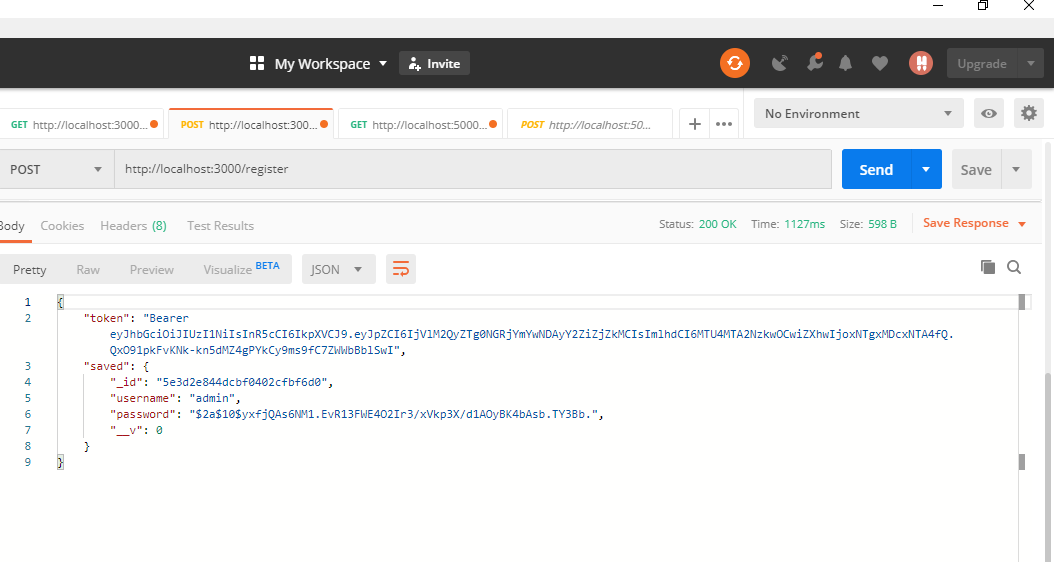 My Workspace
Invite
Upgrade
GET http://localhost:3000...
POST http://localhost:300...
GET http://localhost:5000...
POST http://localhost:50...
No Environment
POST
http://localhost:3000/register
Send
Save
Body Cookies Headers (8) Test Results
Status: 200 OK Time: 1127ms Size: 598 B
Save Response
Pretty Raw Preview Visualize BETA
JSON
1 {
2 "token": "Bearer
eyJhbGciOiJIUzI1NiIsInR5cCI6IkpXVCJ9.eyJpZCI6IjVlM2QyZTg0NGRjYmYwNDAyY2ZiZjZkMCIsImlhdCI6MTU4MTA2NzkwOCwiZXhwIjoxNTgxMDcxNTA4fQ.
QxO91pkFvKNk-kn5dMZ4gPYkCy9ms9fC7ZWWbBblSwI",
3 "saved": {
4 "_id": "5e3d2e844dcbf0402cfbf6d0",
5 "username": "admin",
6 "password": "$2a$10$yxfjQAs6NM1.EvR13FWE4O2Ir3/xVkp3X/d1AOyBK4bAsb.TY3Bb.",
7 "__v": 0
8 }
9 }